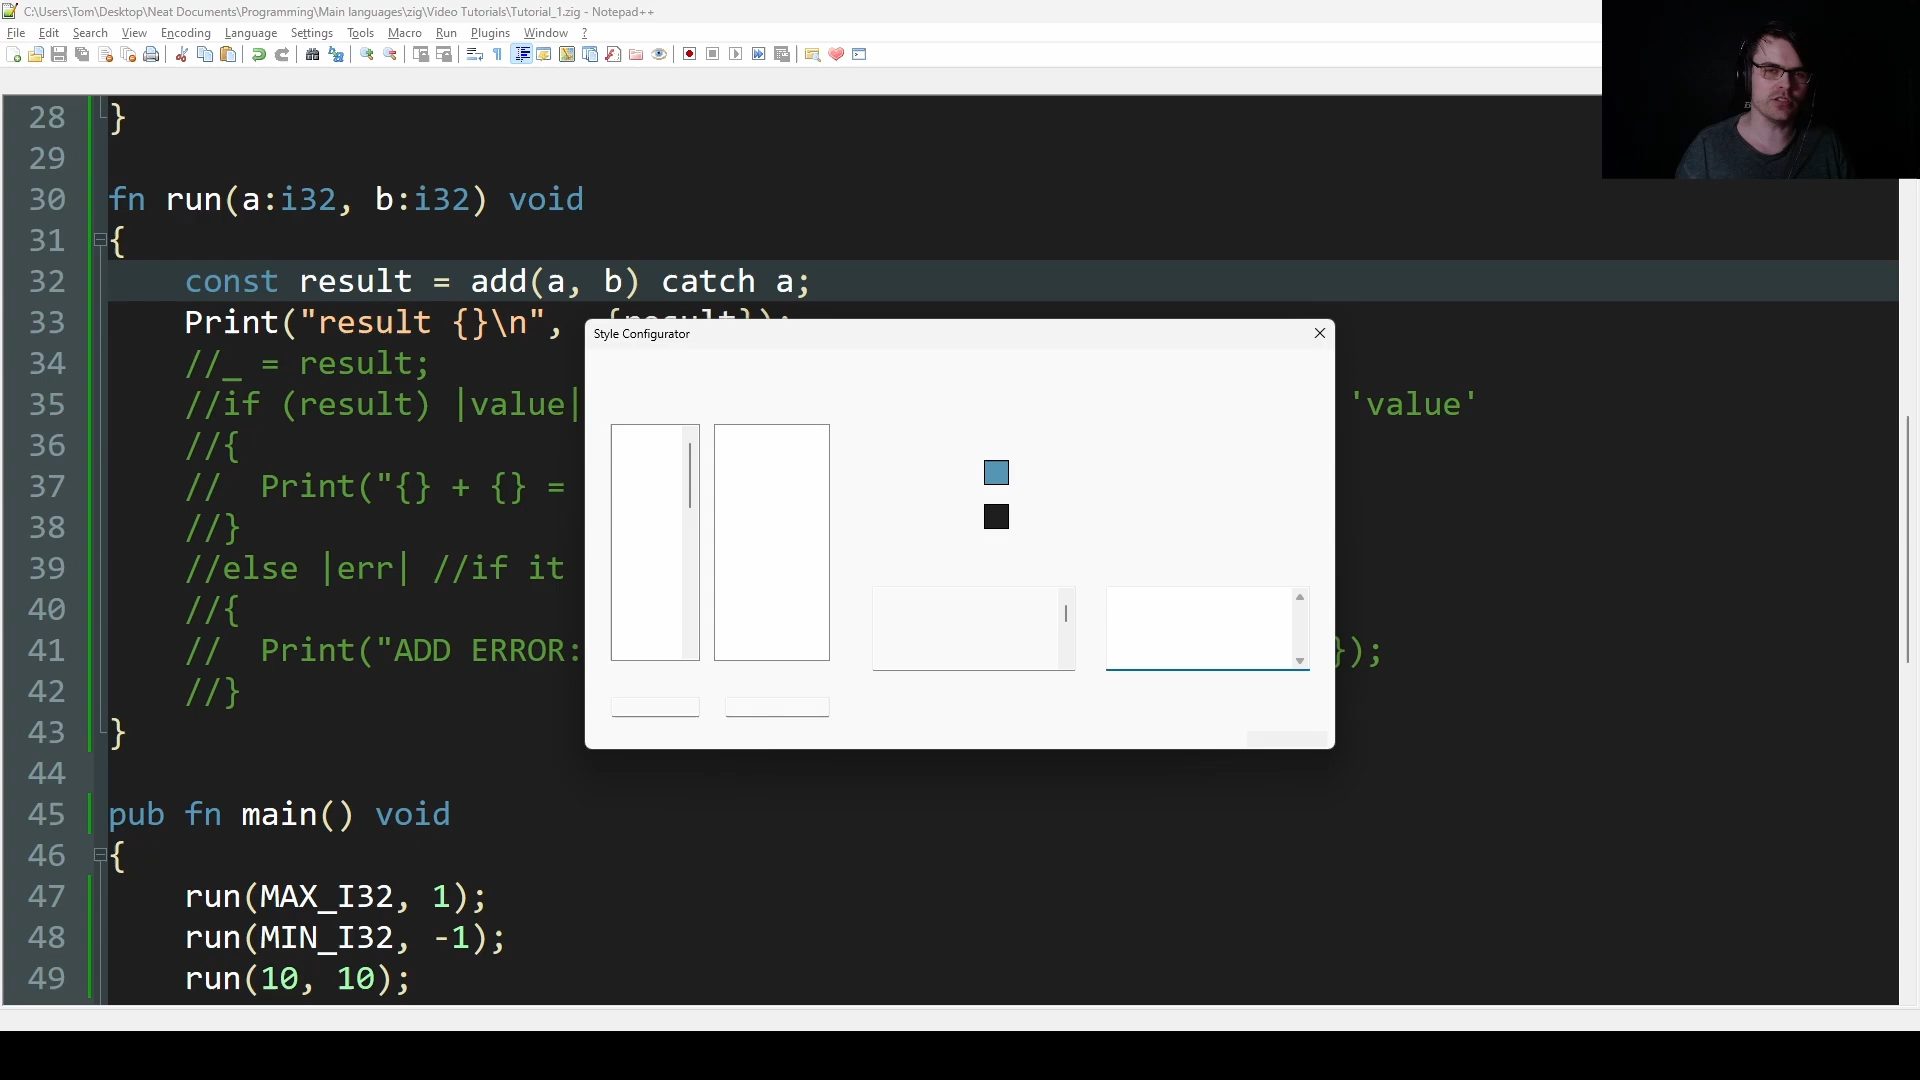 C:\Users\Tom\Desktop\Neat Documents\Programming\Main languages\zig\Video Tutorials\Tutorial_1.zig - Notepad++
File Edit Search View Encoding Language Settings Tools Macro Run Plugins Window ?
28 }
29
30 fn run(a:i32, b:i32) void
31 {
32 const result = add(a, b) catch a;
33 Print("result {}\n", .{result});
34 //_ = result;
35 //if (result) |value| 'value'
36 //{
37 // Print("{} + {} =
38 //}
39 //else |err| //if it
40 //{
41 // Print("ADD ERROR: });
42 //}
43 }
44
45 pub fn main() void
46 {
47 run(MAX_I32, 1);
48 run(MIN_I32, -1);
49 run(10, 10);
Style Configurator